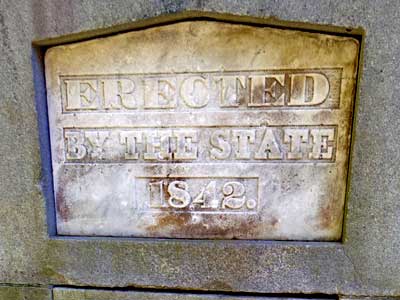 ERECTED
BY THE STATE
1842.